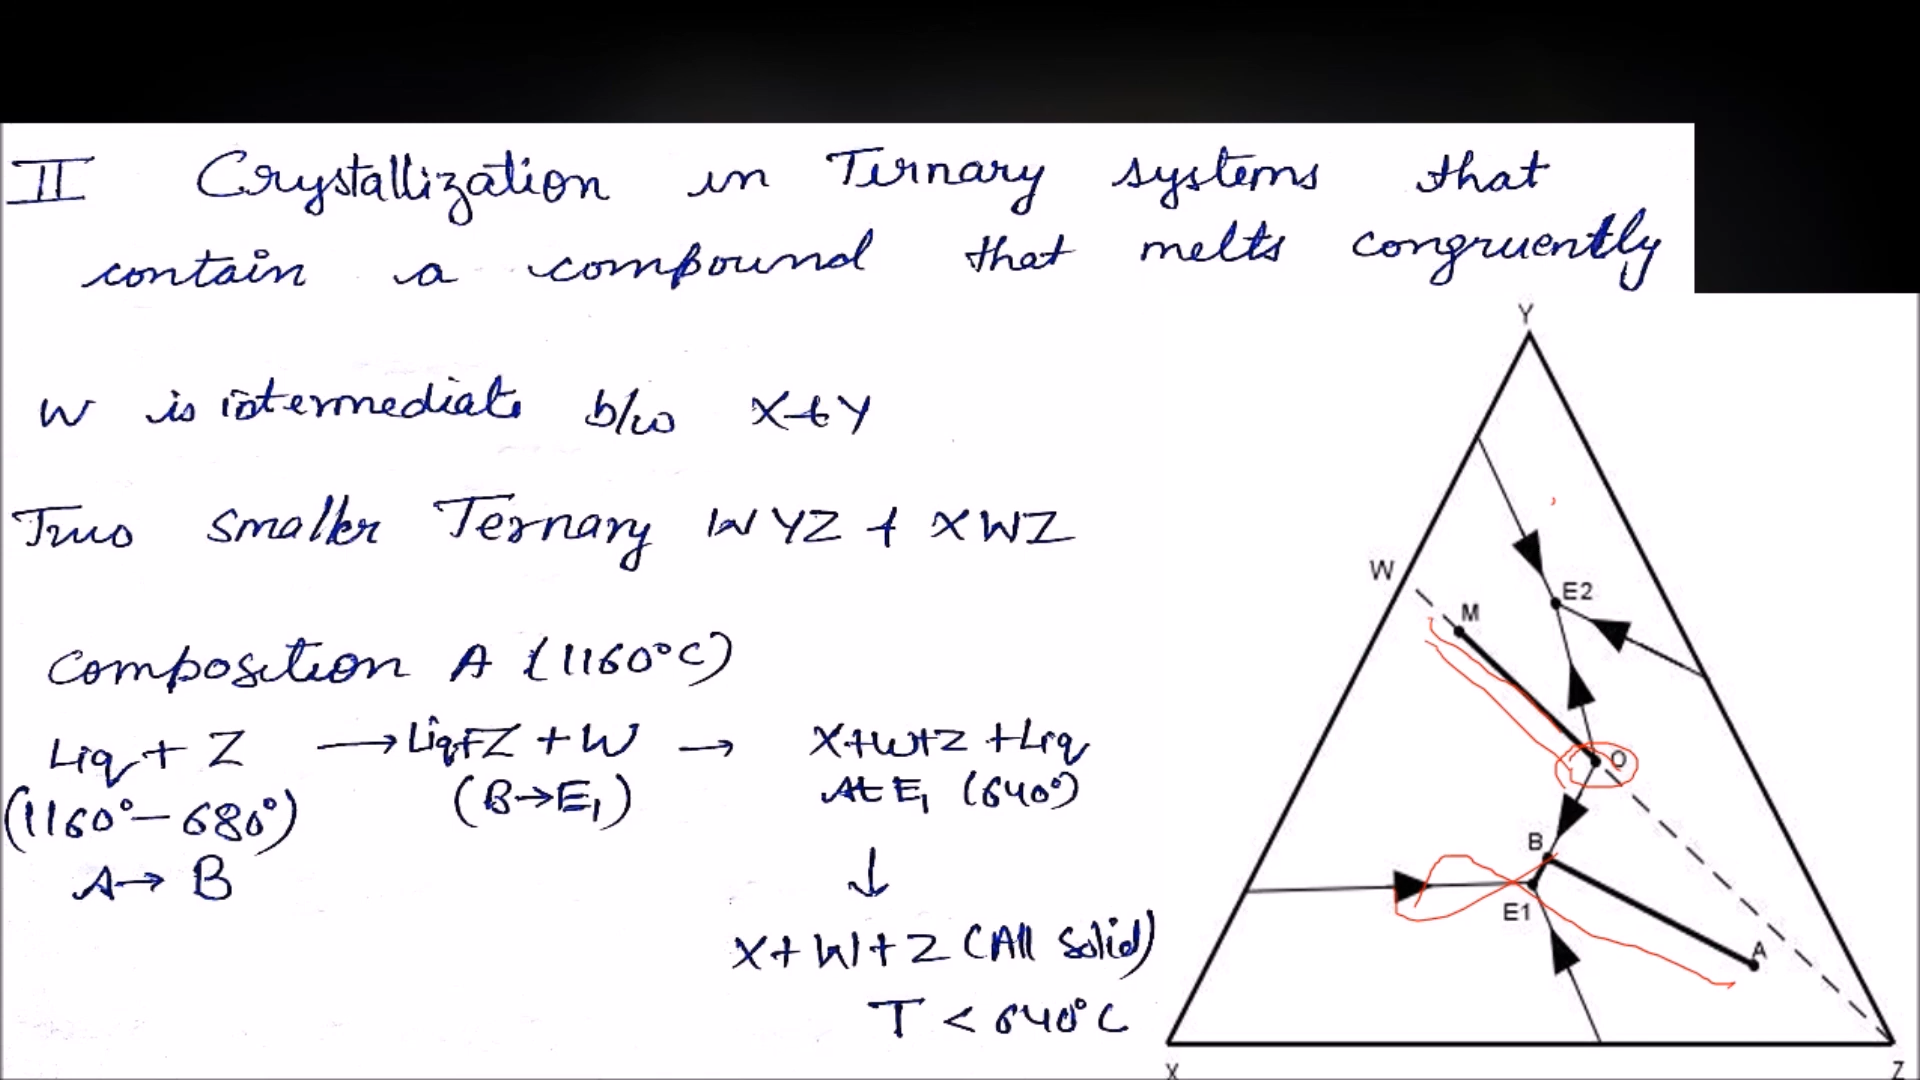 II Crystallization in Ternary systems that
contain a compound that melts congruently
W is intermediate b/w X + Y
Two smaller Ternary WYZ + XWZ
Composition A (1160°C)
Liq + Z → Liq + Z + W → X+W+Z + Liq
(1160° – 680°) (B→E1) At E1 (640°)
A → B
↓
X + W + Z (All Solid)
T < 640°C
Y
W
M
E2
O
B
E1
A
X
Z